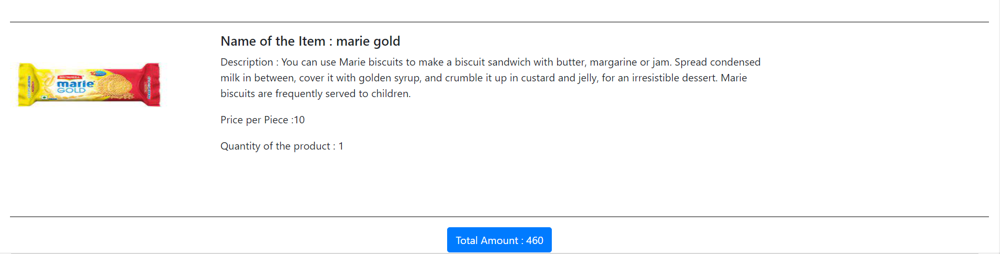 Name of the Item : marie gold
Description : You can use Marie biscuits to make a biscuit sandwich with butter, margarine or jam. Spread condensed
milk in between, cover it with golden syrup, and crumble it up in custard and jelly, for an irresistible dessert. Marie
biscuits are frequently served to children.
BRITANNIA
marie
GOLD
Price per Piece :10
Quantity of the product : 1
Total Amount : 460